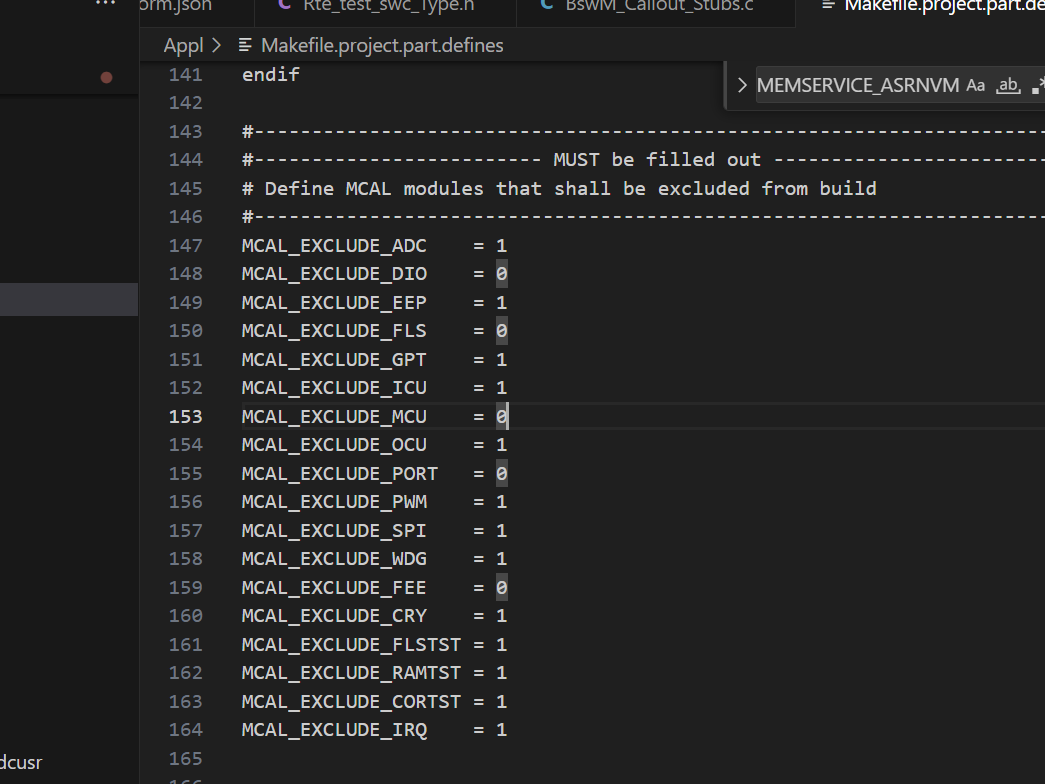 ... orm.json Rte_test_swc_Type.h BswM_Callout_Stubs.c Makefile.project.part.de
Appl > Makefile.project.part.defines
> MEMSERVICE_ASRNVM Aa ab .*
141 endif
142
143 #---------------------------------------------------------------------
144 #------------------------- MUST be filled out ------------------------
145 # Define MCAL modules that shall be excluded from build
146 #---------------------------------------------------------------------
147 MCAL_EXCLUDE_ADC    = 1
148 MCAL_EXCLUDE_DIO    = 0
149 MCAL_EXCLUDE_EEP    = 1
150 MCAL_EXCLUDE_FLS    = 0
151 MCAL_EXCLUDE_GPT    = 1
152 MCAL_EXCLUDE_ICU    = 1
153 MCAL_EXCLUDE_MCU    = 0
154 MCAL_EXCLUDE_OCU    = 1
155 MCAL_EXCLUDE_PORT   = 0
156 MCAL_EXCLUDE_PWM    = 1
157 MCAL_EXCLUDE_SPI    = 1
158 MCAL_EXCLUDE_WDG    = 1
159 MCAL_EXCLUDE_FEE    = 0
160 MCAL_EXCLUDE_CRY    = 1
161 MCAL_EXCLUDE_FLSTST = 1
162 MCAL_EXCLUDE_RAMTST = 1
163 MCAL_EXCLUDE_CORTST = 1
164 MCAL_EXCLUDE_IRQ    = 1
165
dcusr